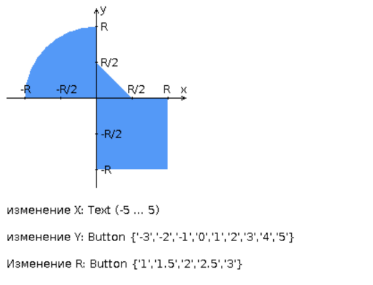 y
R
R/2
-R
-R/2
R/2
R
x
-R/2
-R
изменение X: Text (-5 ... 5)
изменение Y: Button {'-3','-2','-1','0','1','2','3','4','5'}
Изменение R: Button {'1','1.5','2','2.5','3'}